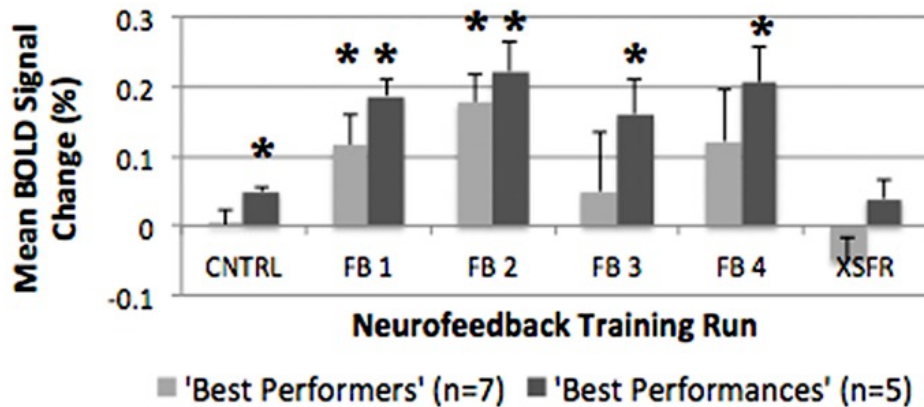 0.3
0.2
0.1
0
-0.1
Mean BOLD Signal
Change (%)
* * * * * * *
CNTRL FB 1 FB 2 FB 3 FB 4 XSFR
Neurofeedback Training Run
'Best Performers' (n=7) 'Best Performances' (n=5)